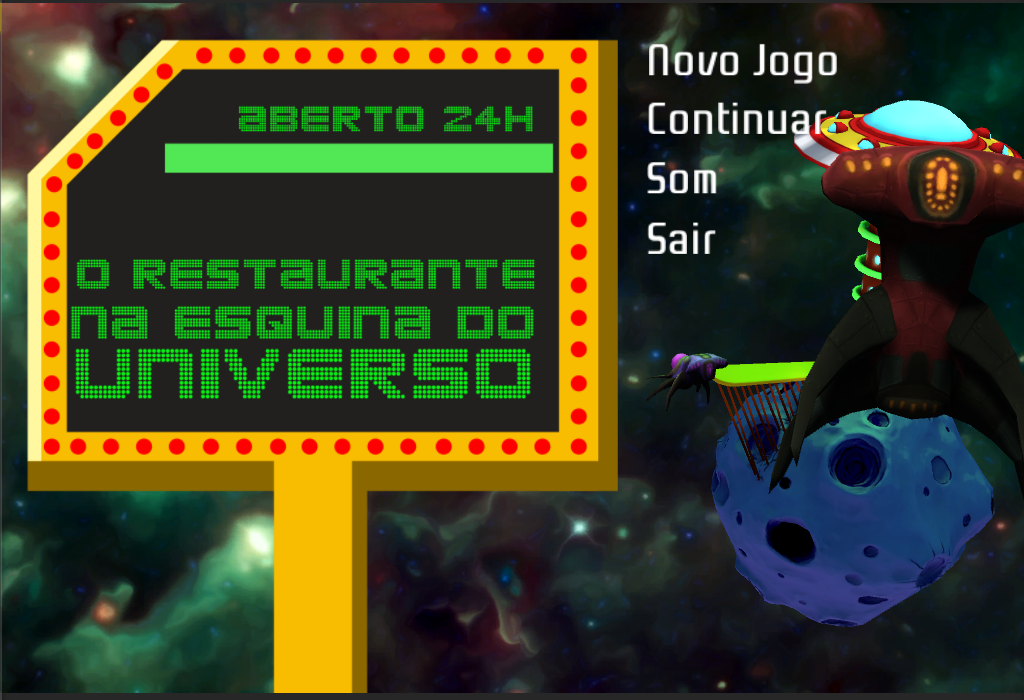 ABERTO 24H
O RESTAURANTE
NA ESQUINA DO
UNIVERSO
Novo Jogo
Continuar
Som
Sair